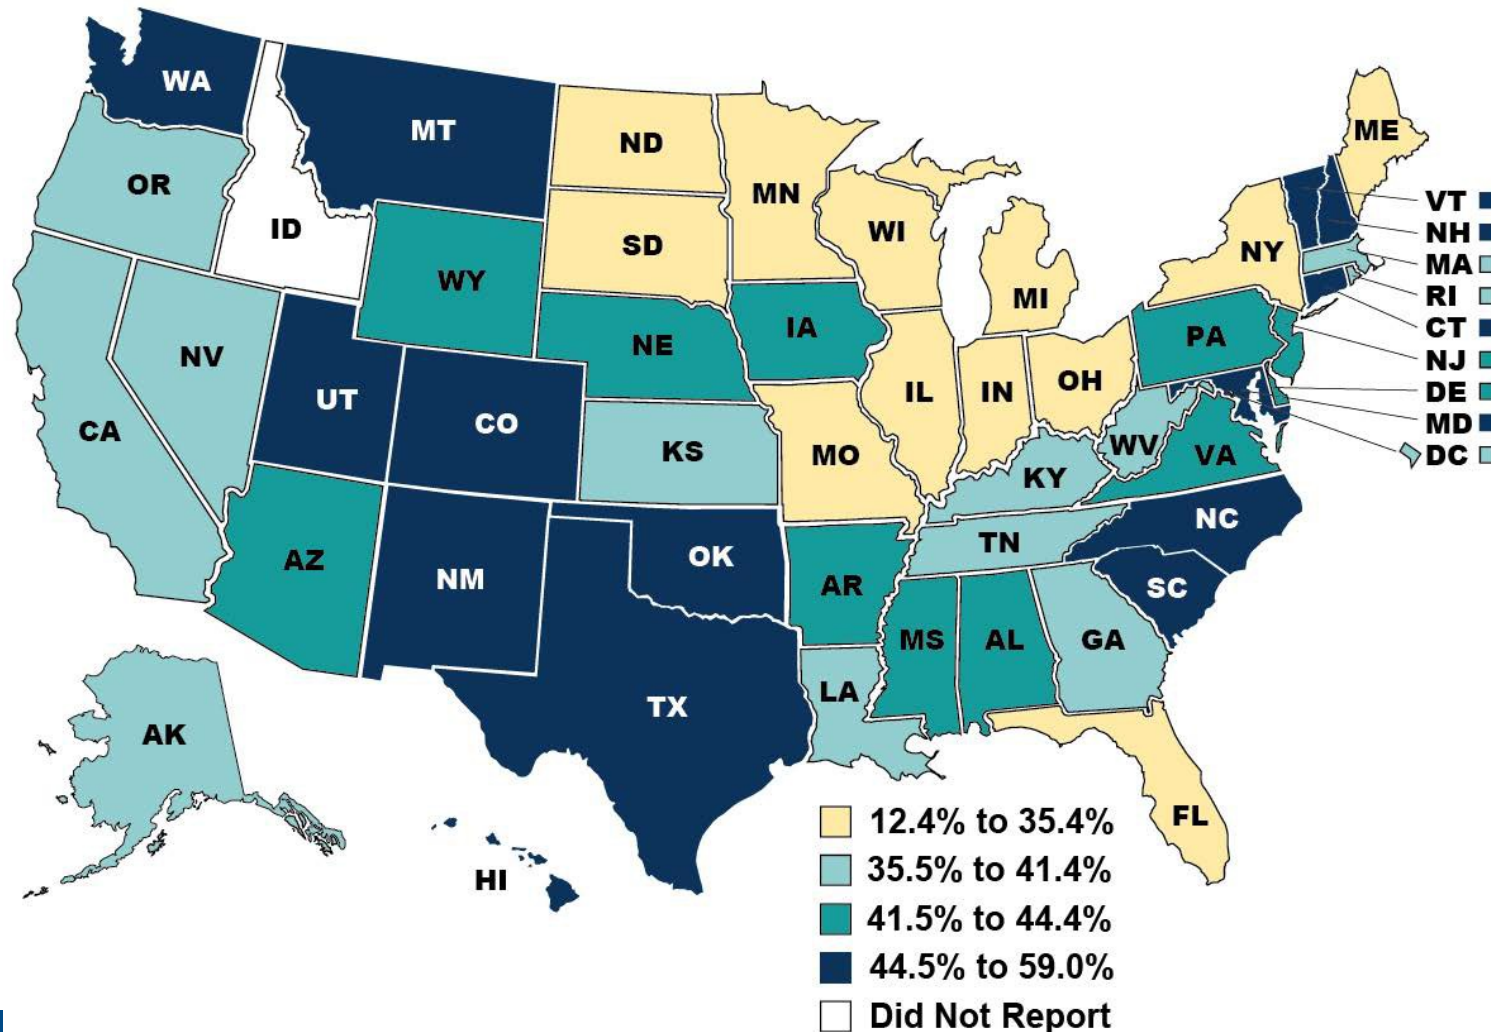 WA
MT
ND
ME
MN
OR
VT
ID
WI
NH
SD
NY
MA
WY
MI
RI
IA
CT
PA
NE
NV
NJ
OH
IL
IN
DE
UT
CO
MD
CA
WV
KS
MO
VA
DC
KY
NC
TN
OK
AZ
NM
AR
SC
MS
AL
GA
LA
TX
AK
FL
HI
12.4% to 35.4%
35.5% to 41.4%
41.5% to 44.4%
44.5% to 59.0%
Did Not Report